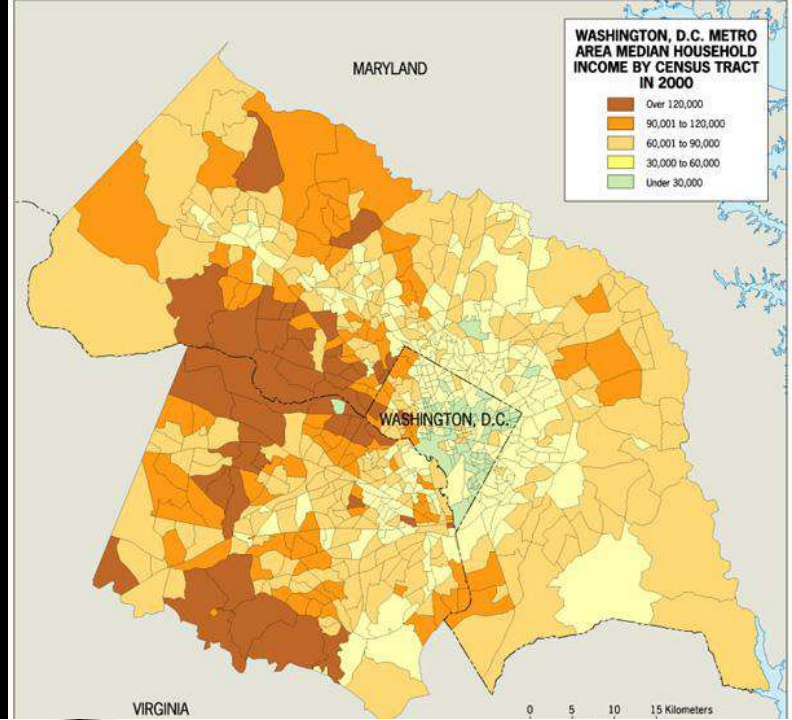 WASHINGTON, D.C. METRO
AREA MEDIAN HOUSEHOLD
INCOME BY CENSUS TRACT
IN 2000
Over 120,000
90,001 to 120,000
60,001 to 90,000
30,000 to 60,000
Under 30,000
MARYLAND
WASHINGTON, D.C.
VIRGINIA
0 5 10 15 Kilometers